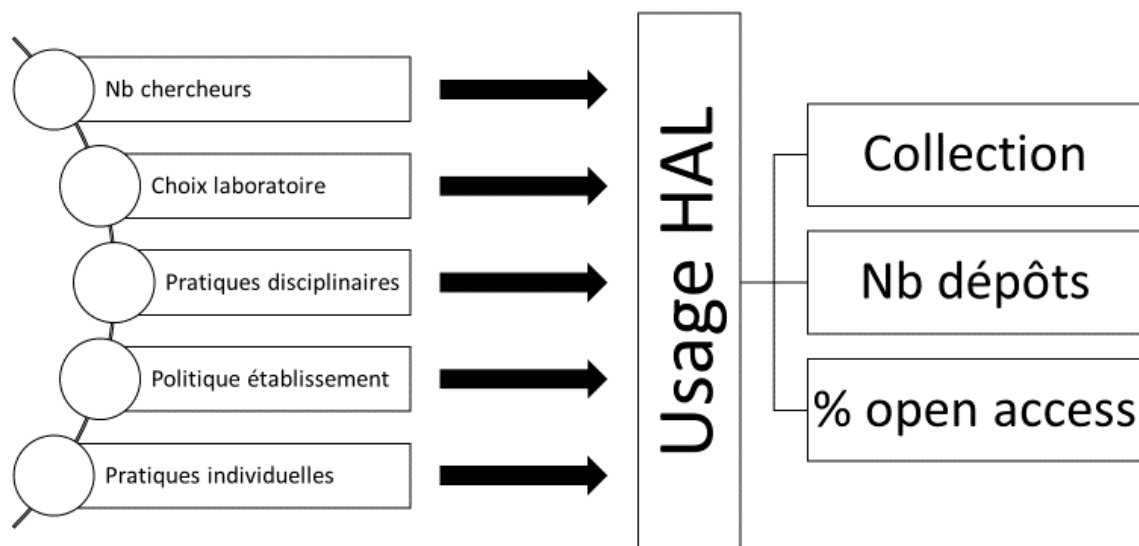 Nb chercheurs
Choix laboratoire
Pratiques disciplinaires
Politique établissement
Pratiques individuelles
Usage HAL
Collection
Nb dépôts
% open access